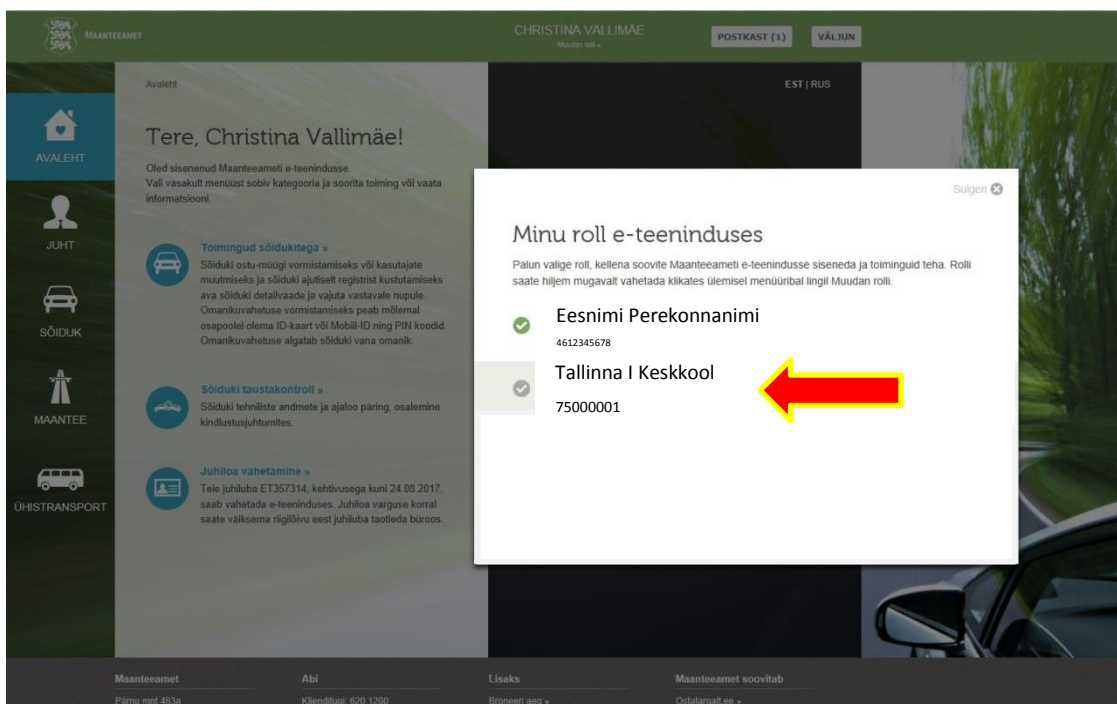 MAANTEEAMET
CHRISTINA VALLIMÄE
Muudan rolli »
POSTKAST (1)
VÄLJUN
Avaleht
EST | RUS
AVALEHT
JUHT
SÕIDUK
MAANTEE
ÜHISTRANSPORT
Tere, Christina Vallimäe!
Oled sisenenud Maanteeameti e-teenindusse.
Vali vasakult menüüst sobiv kategooria ja soorita toiming või vaata
informatsiooni.
Toimingud sõidukitega »
Sõiduki ostu-müügi vormistamiseks või kasutajate
muutmiseks ja sõiduki ajutiselt registrist kustutamiseks
ava sõiduki detailvaade ja vajuta vastavale nupule.
Omanikuvahetuse vormistamiseks peab mõlemal
osapoolel olema ID-kaart või Mobiil-ID ning PIN koodid.
Omanikuvahetuse algatab sõiduki vana omanik.
Sõiduki taustakontroll »
Sõiduki tehniliste andmete ja ajaloo päring, osalemine
kindlustusjuhtumites.
Juhiloa vahetamine »
Teie juhiluba ET357314, kehtivusega kuni 24.08.2017,
saab vahetada e-teeninduses. Juhiloa varguse korral
saate väiksema riigilõivu eest juhiluba taotleda büroos.
Sulgen
Minu roll e-teeninduses
Palun valige roll, kellena soovite Maanteeameti e-teenindusse siseneda ja toiminguid teha. Rolli
saate hiljem mugavalt vahetada klikates ülemisel menüüribal lingil Muudan rolli.
Eesnimi Perekonnanimi
4612345678
Tallinna I Keskkool
75000001
Maanteeamet
Pärnu mnt 463a
Abi
Klienditugi: 620 1200
Lisaks
Broneeri aeg »
Maanteeamet soovitab
Ostatargalt.ee »